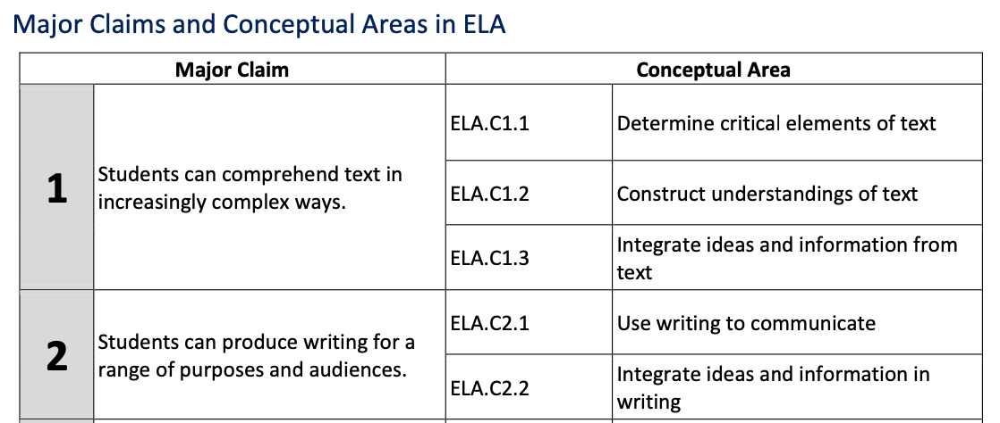 Major Claims and Conceptual Areas in ELA
Major Claim
Conceptual Area
1
Students can comprehend text in
increasingly complex ways.
ELA.C1.1
Determine critical elements of text
ELA.C1.2
Construct understandings of text
ELA.C1.3
Integrate ideas and information from
text
2
Students can produce writing for a
range of purposes and audiences.
ELA.C2.1
Use writing to communicate
ELA.C2.2
Integrate ideas and information in
writing